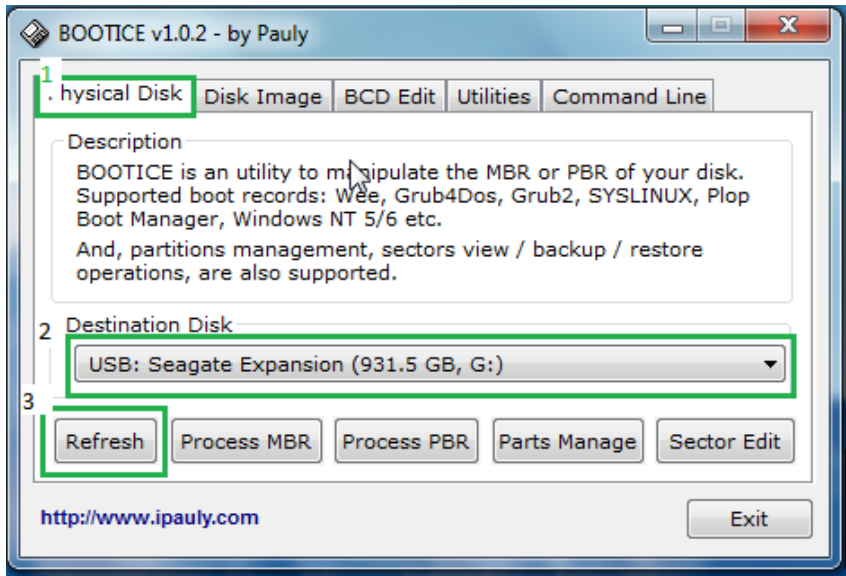 BOOTICE v1.0.2 - by Pauly
1
hysical Disk Disk Image BCD Edit Utilities Command Line
Description
BOOTICE is an utility to manipulate the MBR or PBR of your disk.
Supported boot records: Wee, Grub4Dos, Grub2, SYSLINUX, Plop
Boot Manager, Windows NT 5/6 etc.
And, partitions management, sectors view / backup / restore
operations, are also supported.
2 Destination Disk
USB: Seagate Expansion (931.5 GB, G:)
3
Refresh Process MBR Process PBR Parts Manage Sector Edit
http://www.ipauly.com Exit